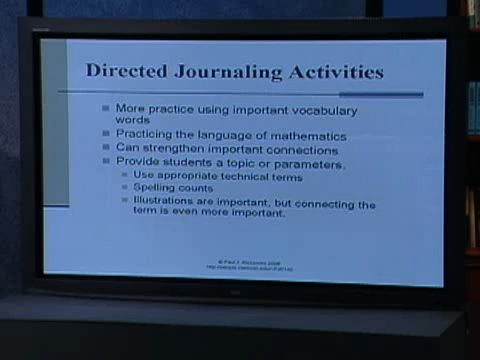 Directed Journaling Activities
More practice using important vocabulary
words
Practicing the language of mathematics
Can strengthen important connections
Provide students a topic or parameters.
Use appropriate technical terms
Spelling counts
Illustrations are important, but connecting the
term is even more important.